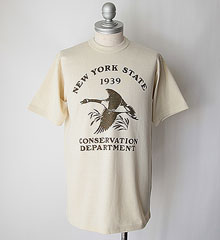 NEW YORK STATE
1939
CONSERVATION
DEPARTMENT